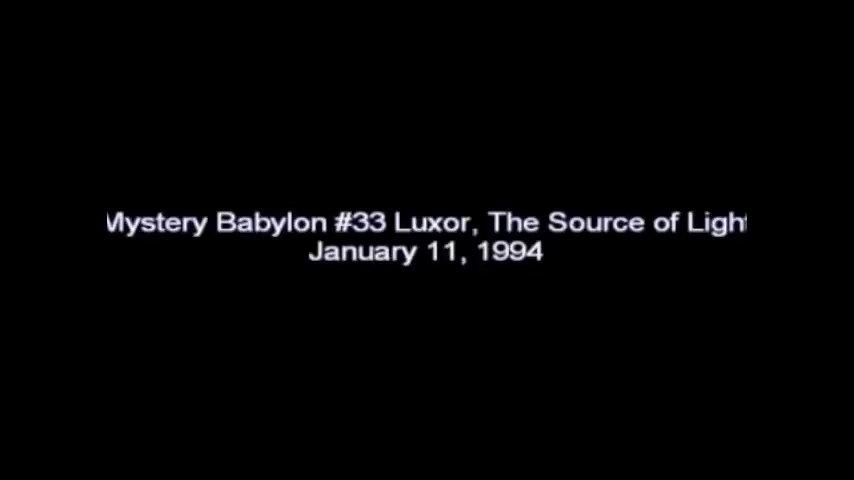 Mystery Babylon #33 Luxor, The Source of Light
January 11, 1994